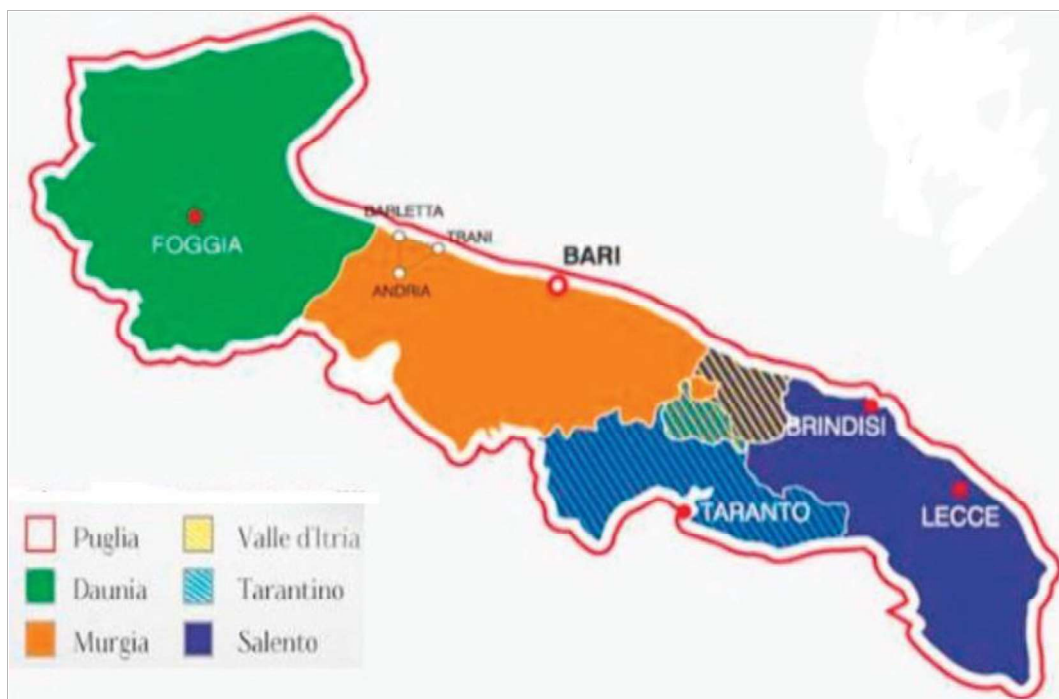 BARLETTA
TRANI
FOGGIA
BARI
ANDRIA
BRINDISI
LECCE
TARANTO
Puglia
Daunia
Murgia
Valle d'Itria
Tarantino
Salento